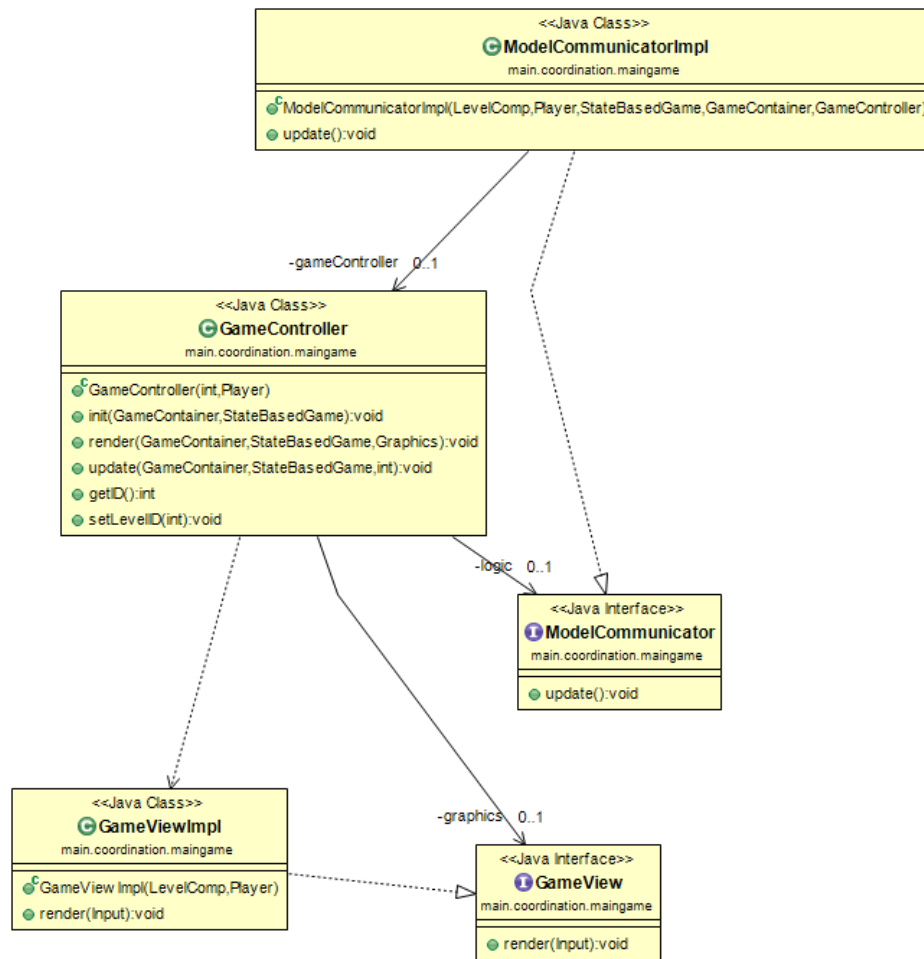 <<Java Class>>
ModelCommunicatorImpl
main.coordination.maingame
ModelCommunicatorImpl(LevelComp,Player,StateBasedGame,GameContainer,GameController)
update():void
-gameController 0..1
<<Java Class>>
GameController
main.coordination.maingame
GameController(int,Player)
init(GameContainer,StateBasedGame):void
render(GameContainer,StateBasedGame,Graphics):void
update(GameContainer,StateBasedGame,int):void
getID():int
setLevelID(int):void
-logic 0..1
<<Java Interface>>
ModelCommunicator
main.coordination.maingame
update():void
<<Java Class>>
GameViewImpl
main.coordination.maingame
GameViewImpl(LevelComp,Player)
render(Input):void
-graphics 0..1
<<Java Interface>>
GameView
main.coordination.maingame
render(Input):void